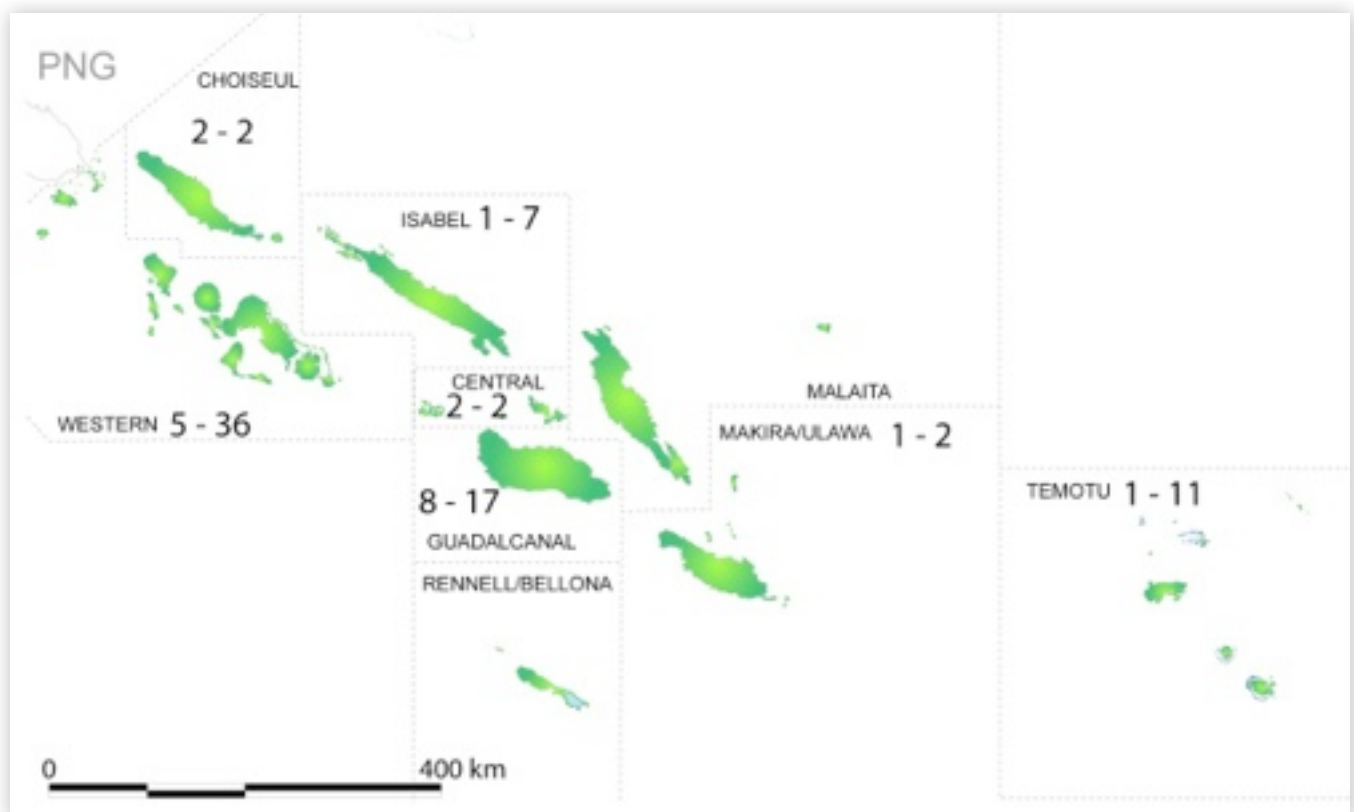 PNG
CHOISEUL
2 - 2
ISABEL 1 - 7
CENTRAL
2 - 2
MALAITA
WESTERN 5 - 36
MAKIRA/ULAWA 1 - 2
8 - 17
GUADALCANAL
TEMOTU 1 - 11
RENNELL/BELLONA
0 400 km